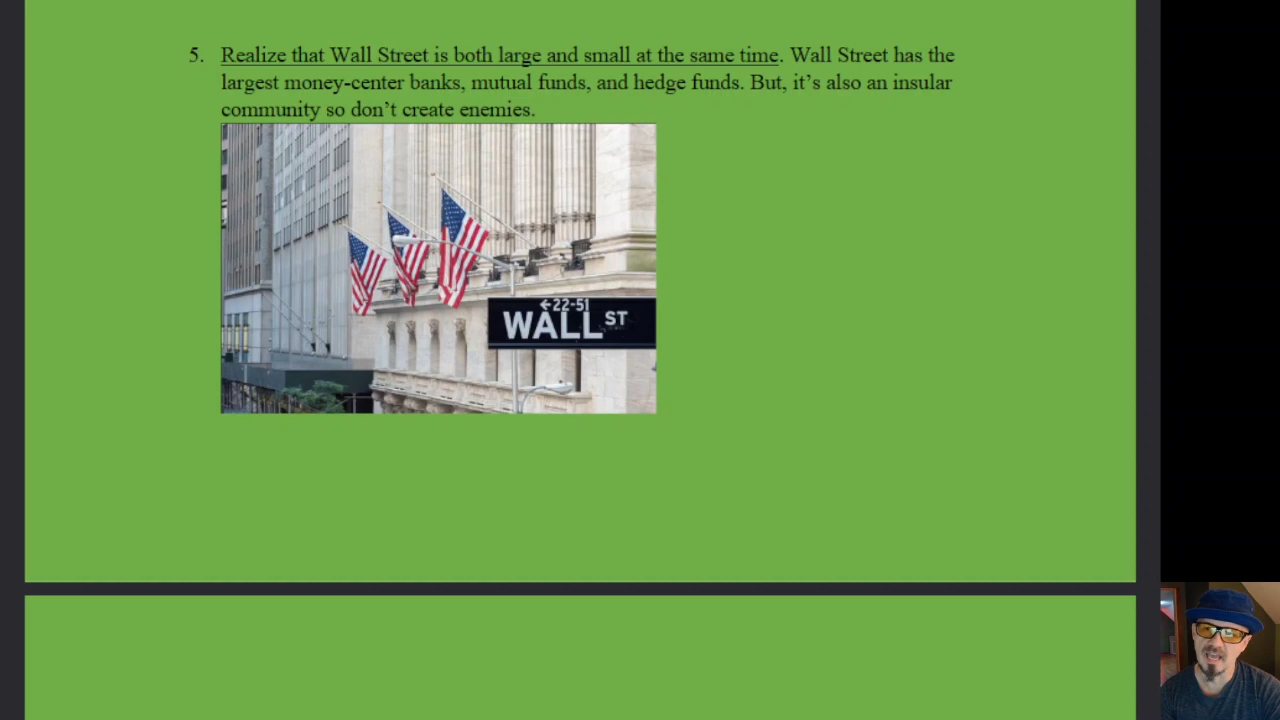 5. Realize that Wall Street is both large and small at the same time. Wall Street has the
largest money-center banks, mutual funds, and hedge funds. But, it’s also an insular
community so don’t create enemies.
←22-51
WALL ST